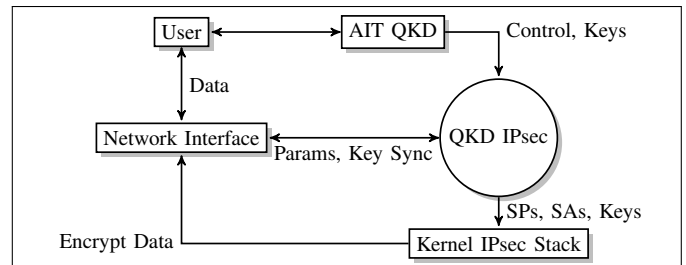 User
AIT QKD
Control, Keys
Data
Network Interface
QKD IPsec
Params, Key Sync
SPs, SAs, Keys
Encrypt Data
Kernel IPsec Stack